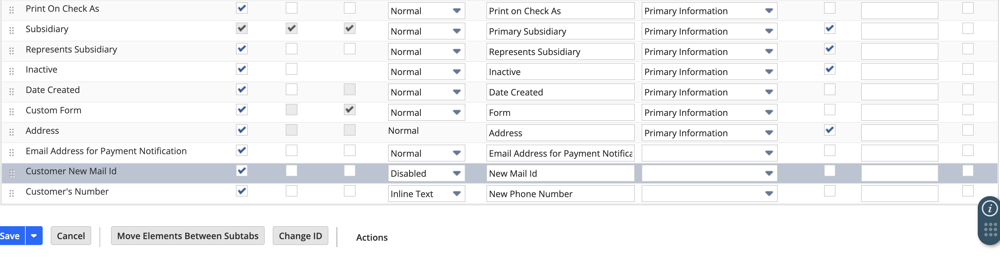 Print On Check As Normal Print on Check As Primary Information
Subsidiary Normal Primary Subsidiary Primary Information
Represents Subsidiary Normal Represents Subsidiary Primary Information
Inactive Normal Inactive Primary Information
Date Created Normal Date Created Primary Information
Custom Form Normal Form Primary Information
Address Normal Address Primary Information
Email Address for Payment Notification Normal Email Address for Payment Notifica
Customer New Mail Id Disabled New Mail Id
Customer's Number Inline Text New Phone Number
Save Cancel Move Elements Between Subtabs Change ID Actions